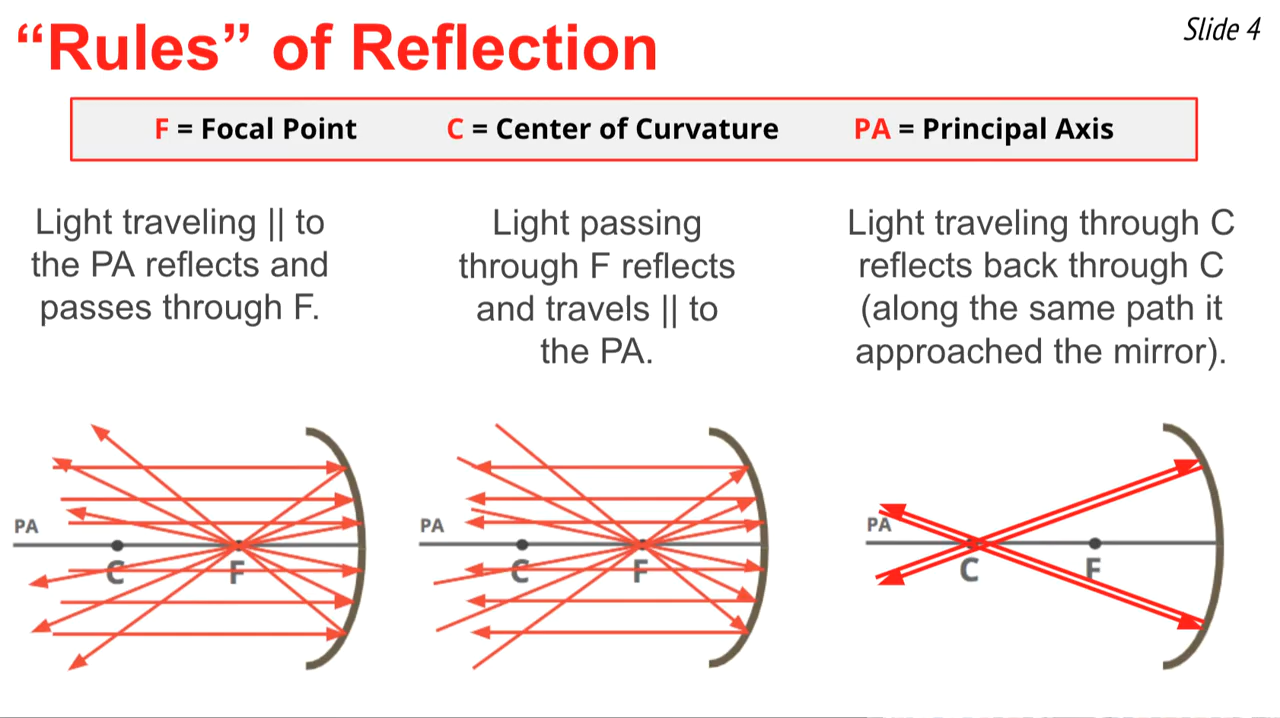 “Rules” of Reflection
Slide 4
F = Focal Point C = Center of Curvature PA = Principal Axis
Light traveling || to
the PA reflects and
passes through F.
Light passing
through F reflects
and travels || to
the PA.
Light traveling through C
reflects back through C
(along the same path it
approached the mirror).
PA
C
F
PA
C
F
PA
C
F